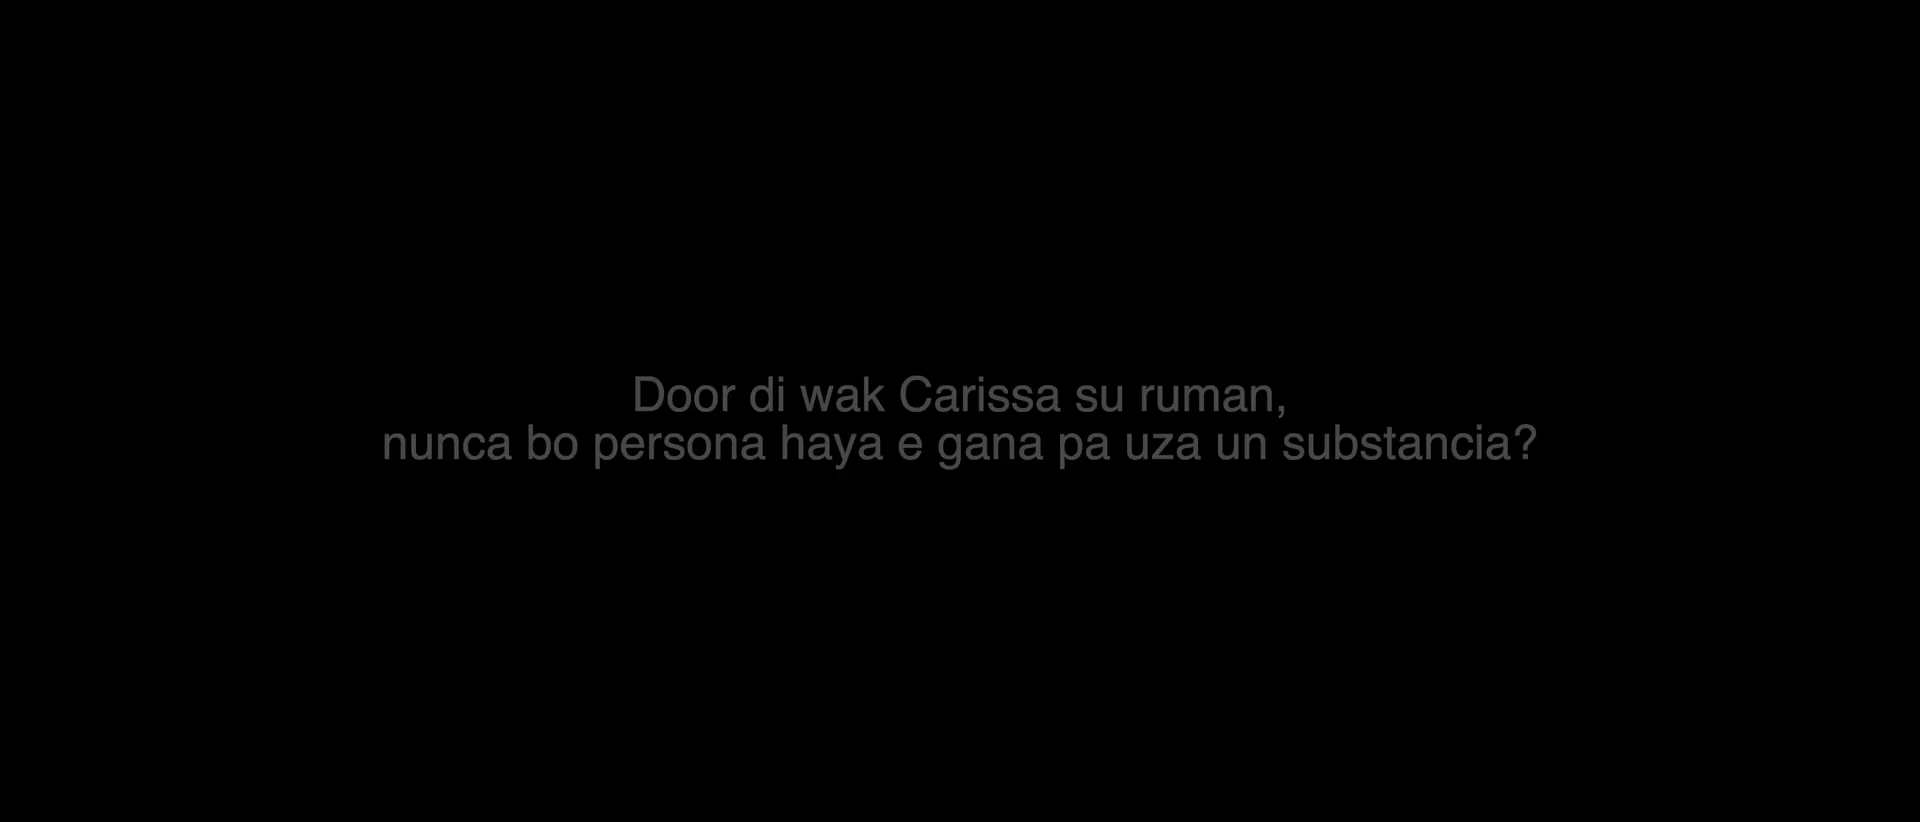 Door di wak Carissa su ruman,
nunca bo persona haya e gana pa uza un substancia?